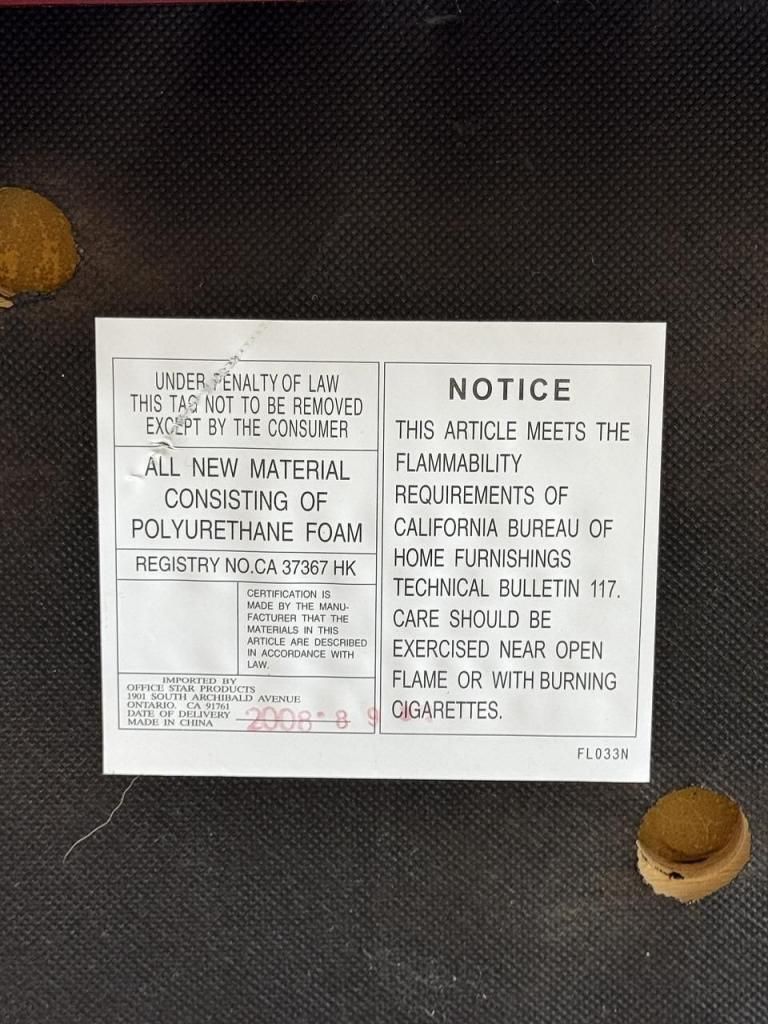 UNDER PENALTY OF LAW
THIS TAG NOT TO BE REMOVED
EXCEPT BY THE CONSUMER
ALL NEW MATERIAL
CONSISTING OF
POLYURETHANE FOAM
REGISTRY NO.CA 37367 HK
CERTIFICATION IS
MADE BY THE MANU-
FACTURER THAT THE
MATERIALS IN THIS
ARTICLE ARE DESCRIBED
IN ACCORDANCE WITH
LAW.
IMPORTED BY
OFFICE STAR PRODUCTS
1901 SOUTH ARCHIBALD AVENUE
ONTARIO. CA 91761
DATE OF DELIVERY 2008 8 9
MADE IN CHINA
NOTICE
THIS ARTICLE MEETS THE
FLAMMABILITY
REQUIREMENTS OF
CALIFORNIA BUREAU OF
HOME FURNISHINGS
TECHNICAL BULLETIN 117.
CARE SHOULD BE
EXERCISED NEAR OPEN
FLAME OR WITH BURNING
CIGARETTES.
FL033N